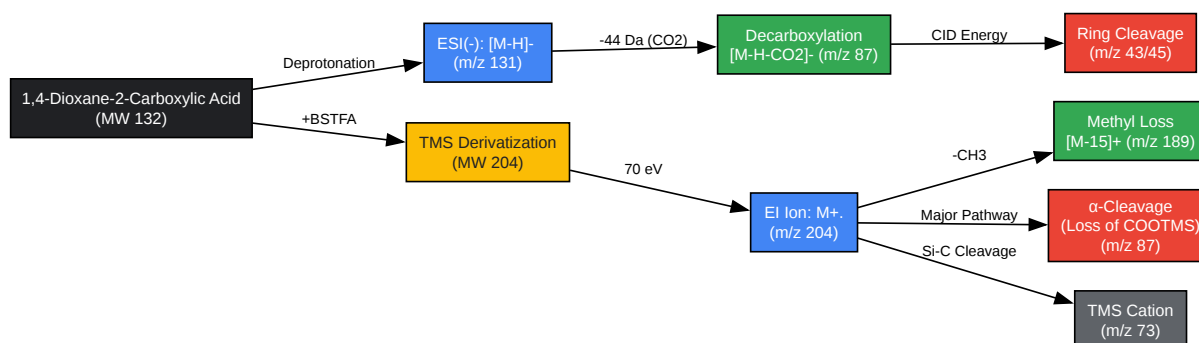 1,4-Dioxane-2-Carboxylic Acid
(MW 132)
Deprotonation
ESI(-): [M-H]-
(m/z 131)
-44 Da (CO2)
Decarboxylation
[M-H-CO2]- (m/z 87)
CID Energy
Ring Cleavage
(m/z 43/45)
+BSTFA
TMS Derivatization
(MW 204)
70 eV
EI Ion: M+.
(m/z 204)
-CH3
Methyl Loss
[M-15]+ (m/z 189)
Major Pathway
α-Cleavage
(Loss of COOTMS)
(m/z 87)
Si-C Cleavage
TMS Cation
(m/z 73)